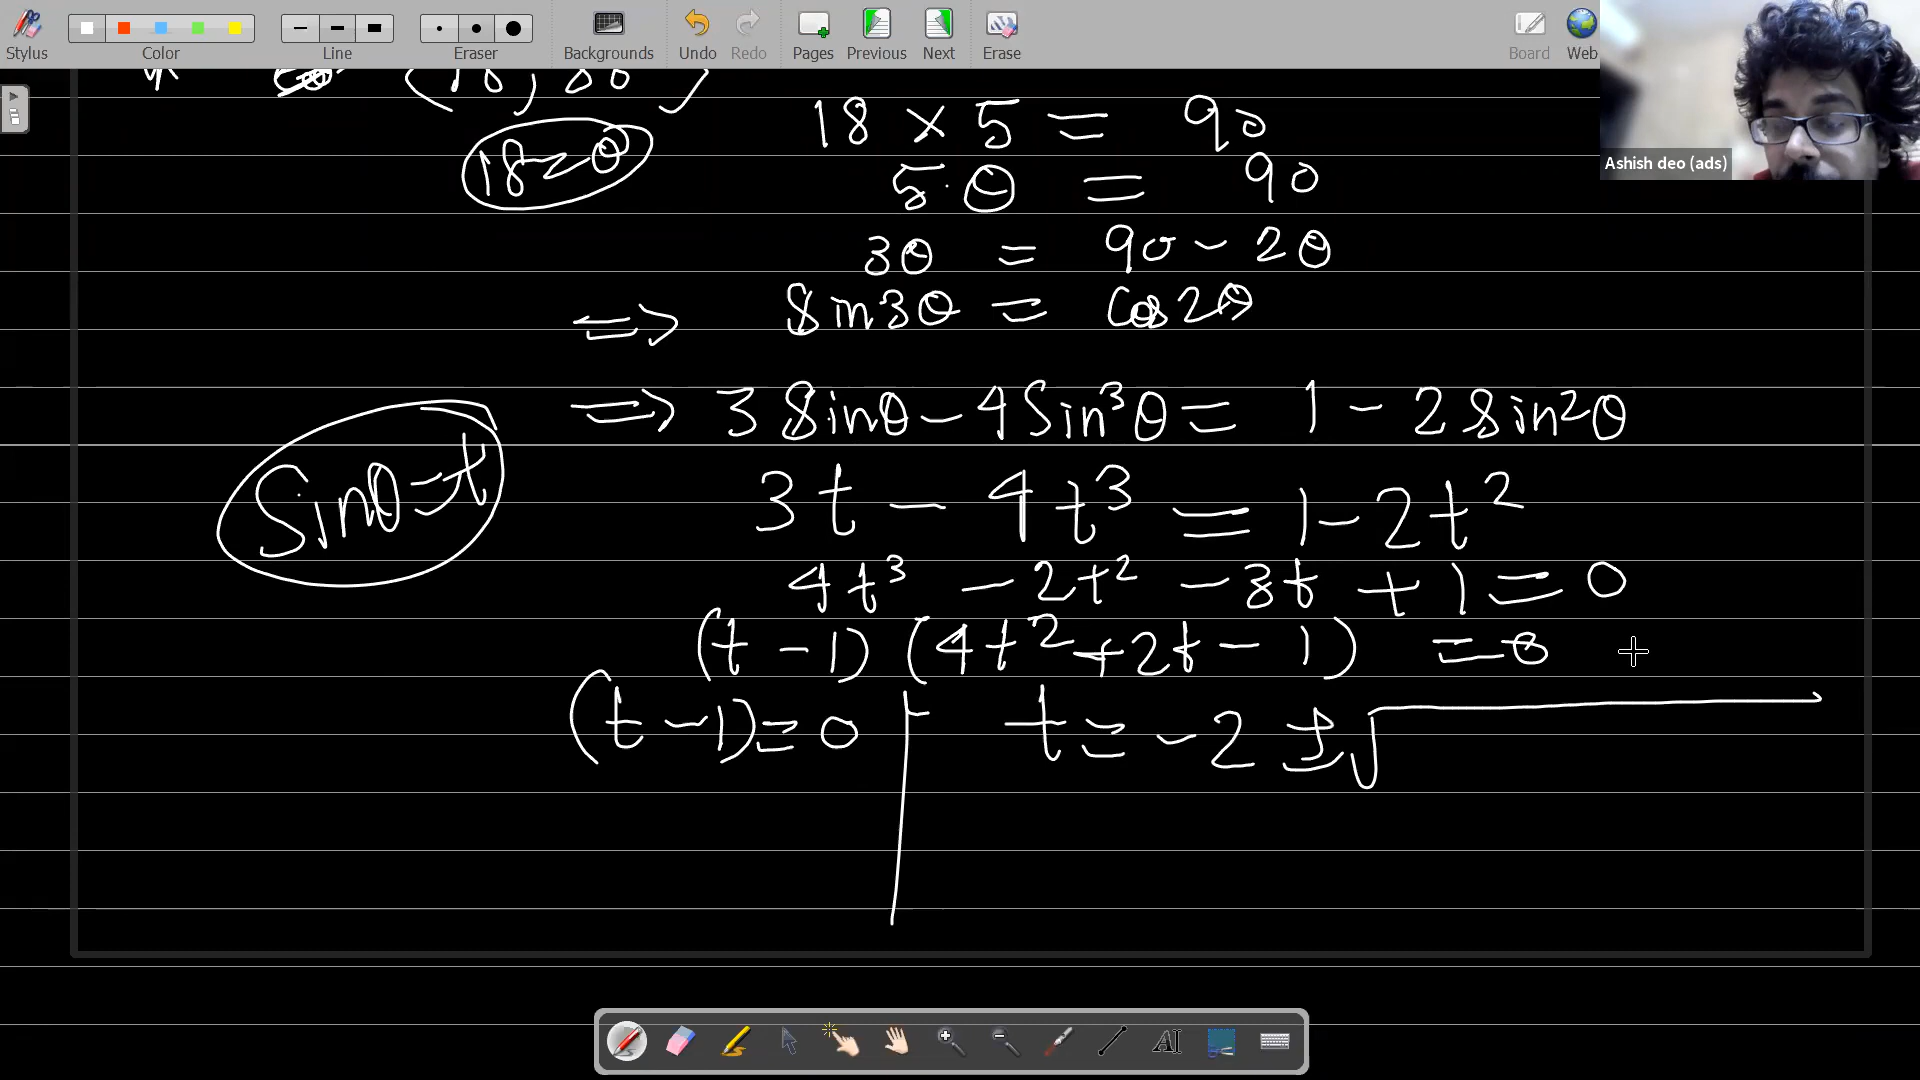 Stylus
Color
Line
Eraser
Backgrounds
Undo
Redo
Pages
Previous
Next
Erase
Board
Web
Ashish deo (ads)
18 × 5 = 90
18 = θ
5·θ = 90
3θ = 90 - 2θ
=> sin3θ = cos2θ
=> 3 sinθ - 4 sin³θ = 1 - 2 sin²θ
sinθ = t
3t - 4t³ = 1 - 2t²
4t³ - 2t² - 3t + 1 = 0
(t - 1) (4t² + 2t - 1) = 0
(t - 1) = 0
t = -2 ± √